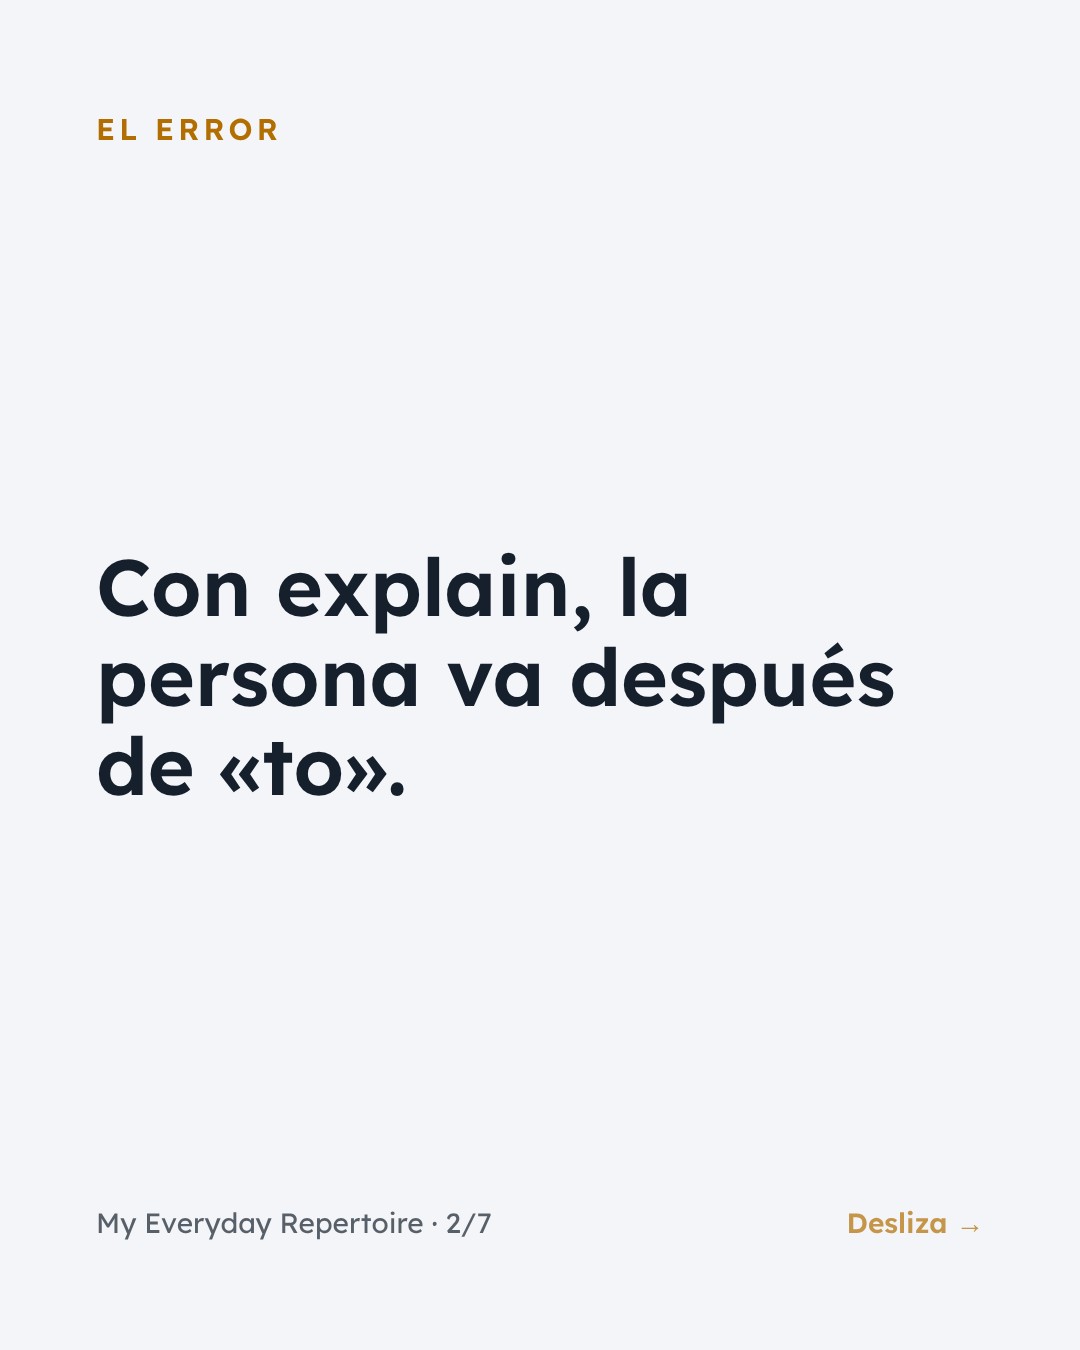 EL ERROR
Con explain, la
persona va después
de «to».
My Everyday Repertoire · 2/7
Desliza →